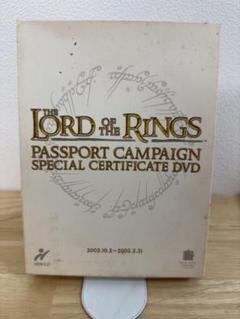 THE
LORD OF THE RINGS
PASSPORT CAMPAIGN
SPECIAL CERTIFICATE DVD